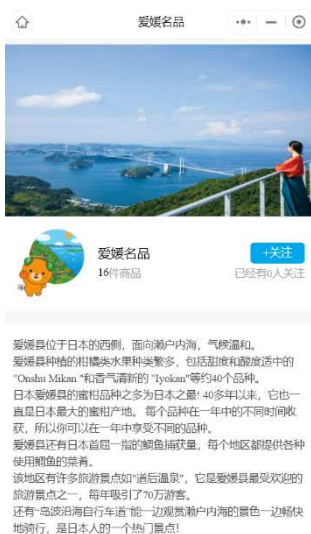 爱媛名品
爱媛名品
+关注
16件商品
已经有0人关注
爱媛县位于日本的西侧，面向濑户内海，气候温和。
爱媛县种植的柑橘类水果种类繁多，包括甜度和酸度适中的
"Onshu Mikan "和香气清新的 "Iyokan"等约40个品种。
日本爱媛县的蜜柑品种之多为日本之最! 40多年以来，它也一
直是日本最大的蜜柑产地。 每个品种在一年中的不同时间收
获，所以你可以在一年中享受不同的品种。
爱媛县还有日本首屈一指的鲷鱼捕获量，每个地区都提供各种
使用鲷鱼的菜肴。
该地区有许多旅游景点如"道后温泉"，它是爱媛县最受欢迎的
旅游景点之一，每年吸引了70万游客。
还有"岛波沿海自行车道"能一边观赏濑户内海的景色一边畅快
地骑行，是日本人的一个热门景点!